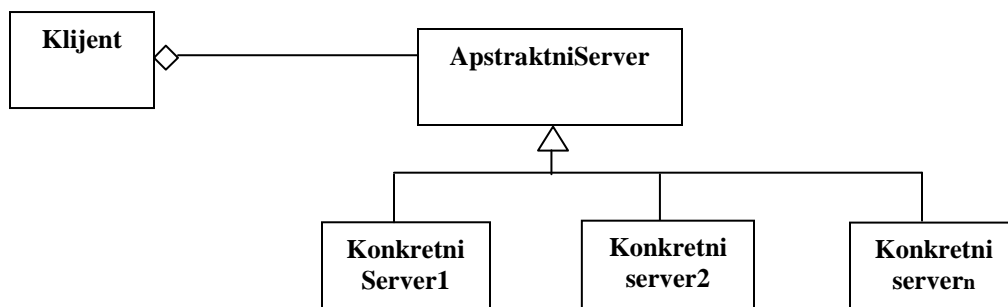 Klijent
ApstraktniServer
Konkretni
Server1
Konkretni
server2
Konkretni
servern